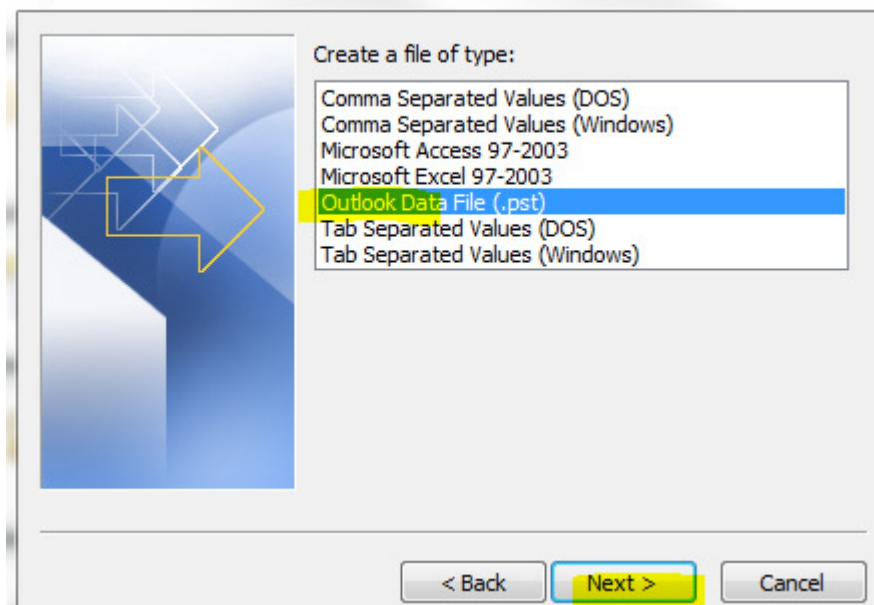 Create a file of type:
Comma Separated Values (DOS)
Comma Separated Values (Windows)
Microsoft Access 97-2003
Microsoft Excel 97-2003
Outlook Data File (.pst)
Tab Separated Values (DOS)
Tab Separated Values (Windows)
< Back Next > Cancel